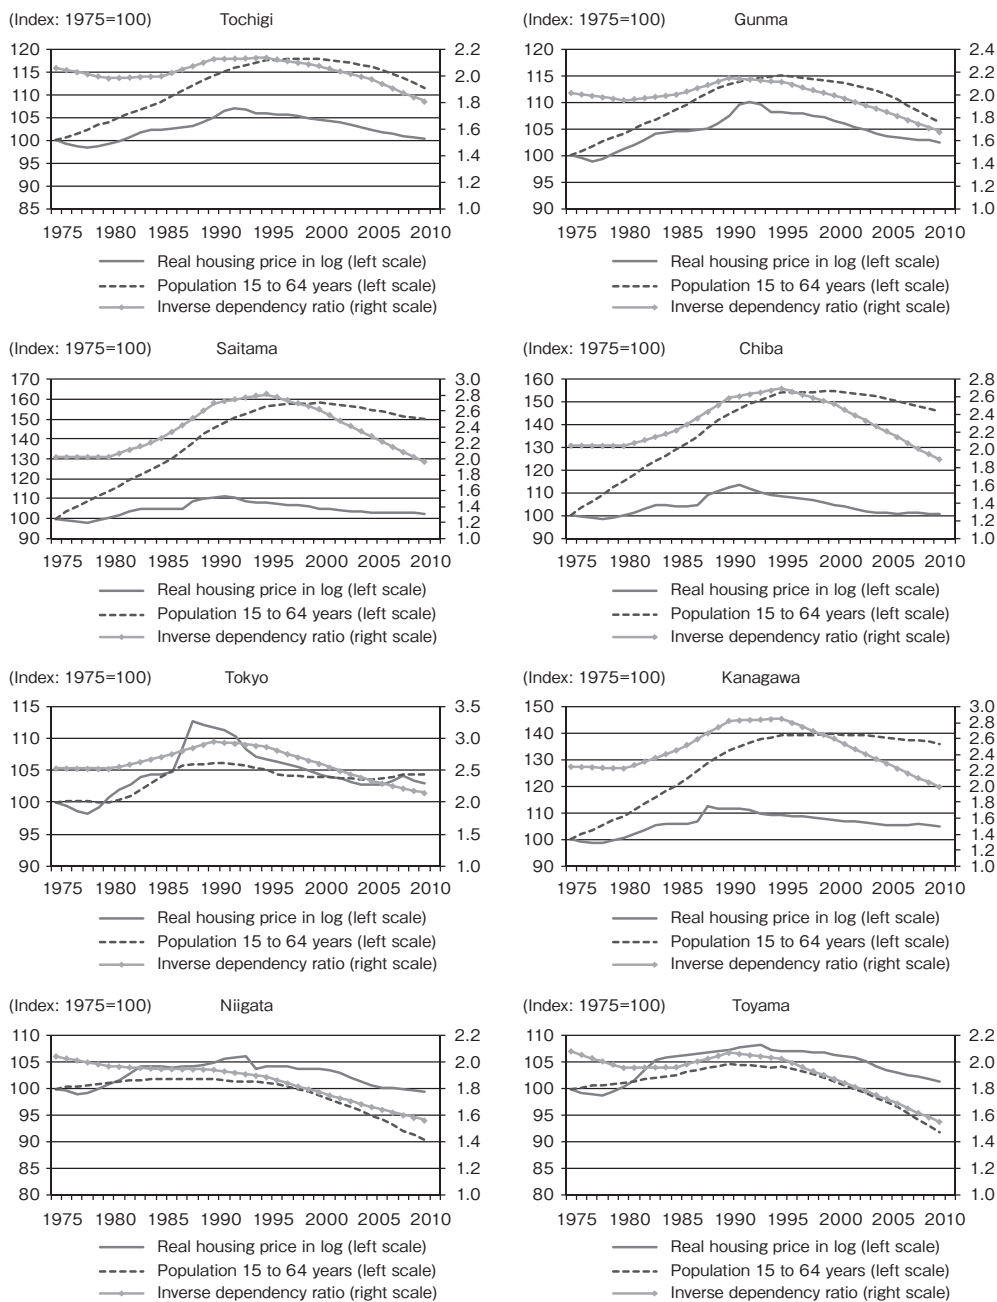 (Index: 1975=100) Tochigi
120 2.2
115 2.0
110 1.8
105
100 1.6
95 1.4
90 1.2
85 1.0
1975 1980 1985 1990 1995 2000 2005 2010
Real housing price in log (left scale)
Population 15 to 64 years (left scale)
Inverse dependency ratio (right scale)
(Index: 1975=100) Gunma
120 2.4
115 2.2
110 2.0
105 1.8
100 1.6
95 1.4
90 1.2
1.0
1975 1980 1985 1990 1995 2000 2005 2010
Real housing price in log (left scale)
Population 15 to 64 years (left scale)
Inverse dependency ratio (right scale)
(Index: 1975=100) Saitama
170 3.0
160 2.8
150 2.6
140 2.4
130 2.2
120 2.0
110 1.8
100 1.6
90 1.4
1.2
1.0
1975 1980 1985 1990 1995 2000 2005 2010
Real housing price in log (left scale)
Population 15 to 64 years (left scale)
Inverse dependency ratio (right scale)
(Index: 1975=100) Chiba
160 2.8
150 2.6
140 2.4
130 2.2
120 2.0
110 1.8
100 1.6
90 1.4
1.2
1.0
1975 1980 1985 1990 1995 2000 2005 2010
Real housing price in log (left scale)
Population 15 to 64 years (left scale)
Inverse dependency ratio (right scale)
(Index: 1975=100) Tokyo
115 3.5
110 3.0
105 2.5
100 2.0
95 1.5
90 1.0
1975 1980 1985 1990 1995 2000 2005 2010
Real housing price in log (left scale)
Population 15 to 64 years (left scale)
Inverse dependency ratio (right scale)
(Index: 1975=100) Kanagawa
150 3.0
140 2.8
130 2.6
120 2.4
110 2.2
100 2.0
90 1.8
1.6
1.4
1.2
1.0
1975 1980 1985 1990 1995 2000 2005 2010
Real housing price in log (left scale)
Population 15 to 64 years (left scale)
Inverse dependency ratio (right scale)
(Index: 1975=100) Niigata
110 2.2
105 2.0
100 1.8
95 1.6
90 1.4
85 1.2
80 1.0
1975 1980 1985 1990 1995 2000 2005 2010
Real housing price in log (left scale)
Population 15 to 64 years (left scale)
Inverse dependency ratio (right scale)
(Index: 1975=100) Toyama
110 2.2
105 2.0
100 1.8
95 1.6
90 1.4
85 1.2
80 1.0
1975 1980 1985 1990 1995 2000 2005 2010
Real housing price in log (left scale)
Population 15 to 64 years (left scale)
Inverse dependency ratio (right scale)